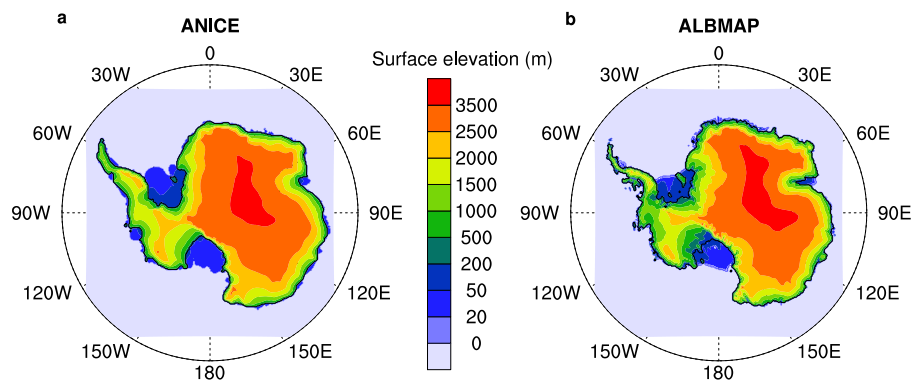 a
ANICE
0
30W
30E
60W
60E
90W
90E
120W
120E
150W
150E
180
Surface elevation (m)
3500
2500
2000
1500
1000
500
200
50
20
0
b
ALBMAP
0
30W
30E
60W
60E
90W
90E
120W
120E
150W
150E
180